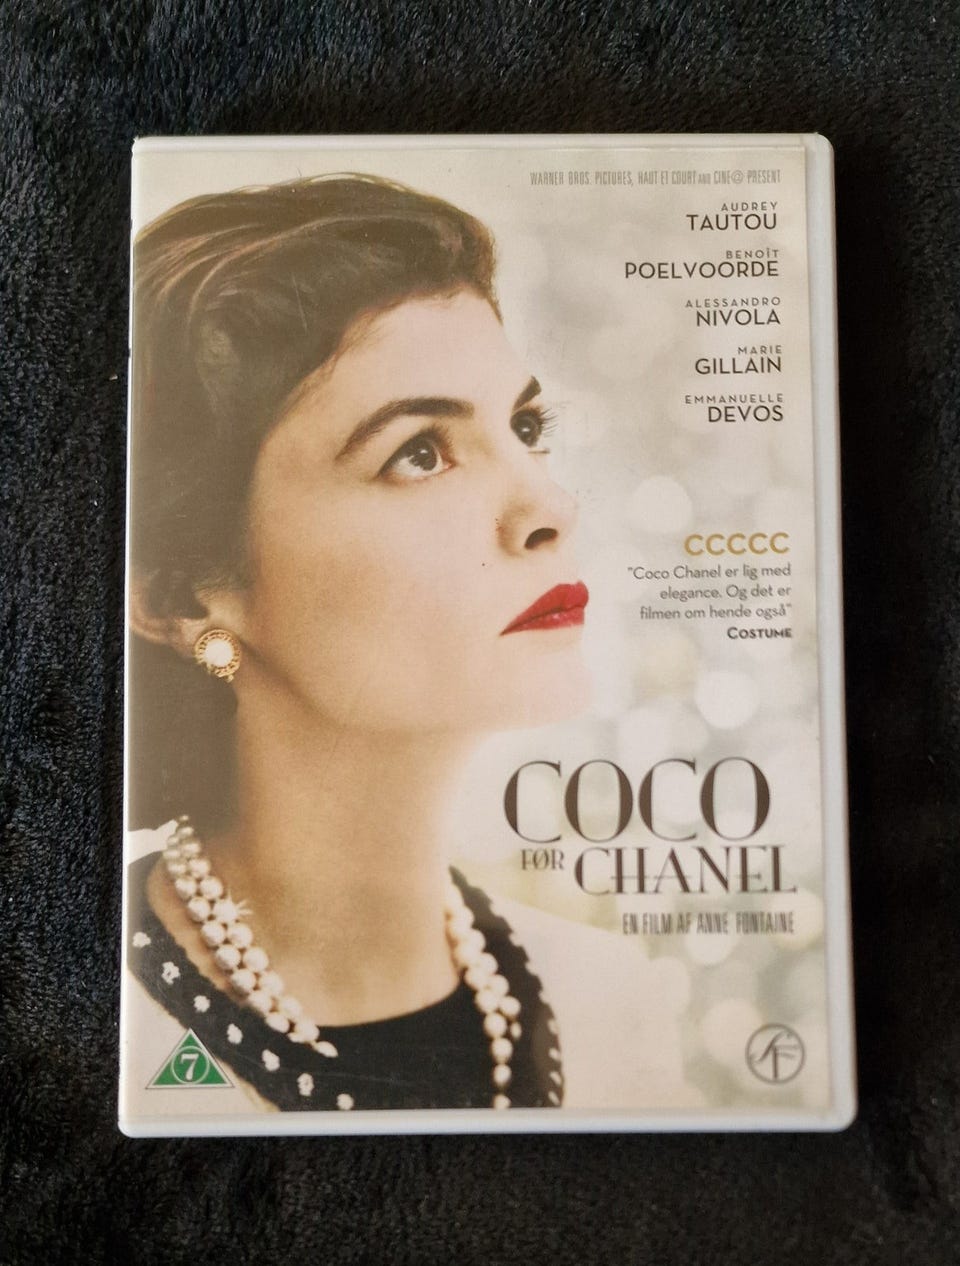 WARNER BROS. PICTURES, HAUT ET COURT AND CINE@ PRESENT
AUDREY
TAUTOU
BENOÎT
POELVOORDE
ALESSANDRO
NIVOLA
MARIE
GILLAIN
EMMANUELLE
DEVOS
CCCCC
"Coco Chanel er lig med
elegance. Og det er
filmen om hende også"
COSTUME
COCO
FØR CHANEL
EN FILM AF ANNE FONTAINE
7
SF